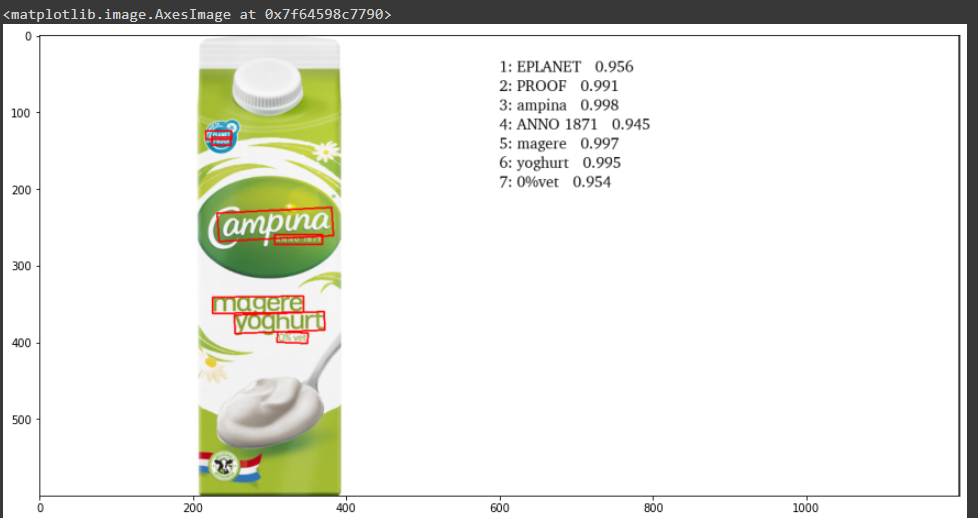 <matplotlib.image.AxesImage at 0x7f64598c7790>
0
100
200
300
400
500
0 200 400 600 800 1000
PLANET
PROOF
Campina
ANNO 1871
magere
yoghurt
0% vet
1: EPLANET 0.956
2: PROOF 0.991
3: ampina 0.998
4: ANNO 1871 0.945
5: magere 0.997
6: yoghurt 0.995
7: 0%vet 0.954